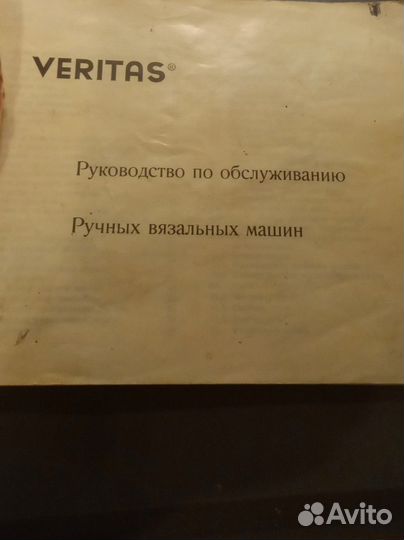 VERITAS®
Руководство по обслуживанию
Ручных вязальных машин
Avito